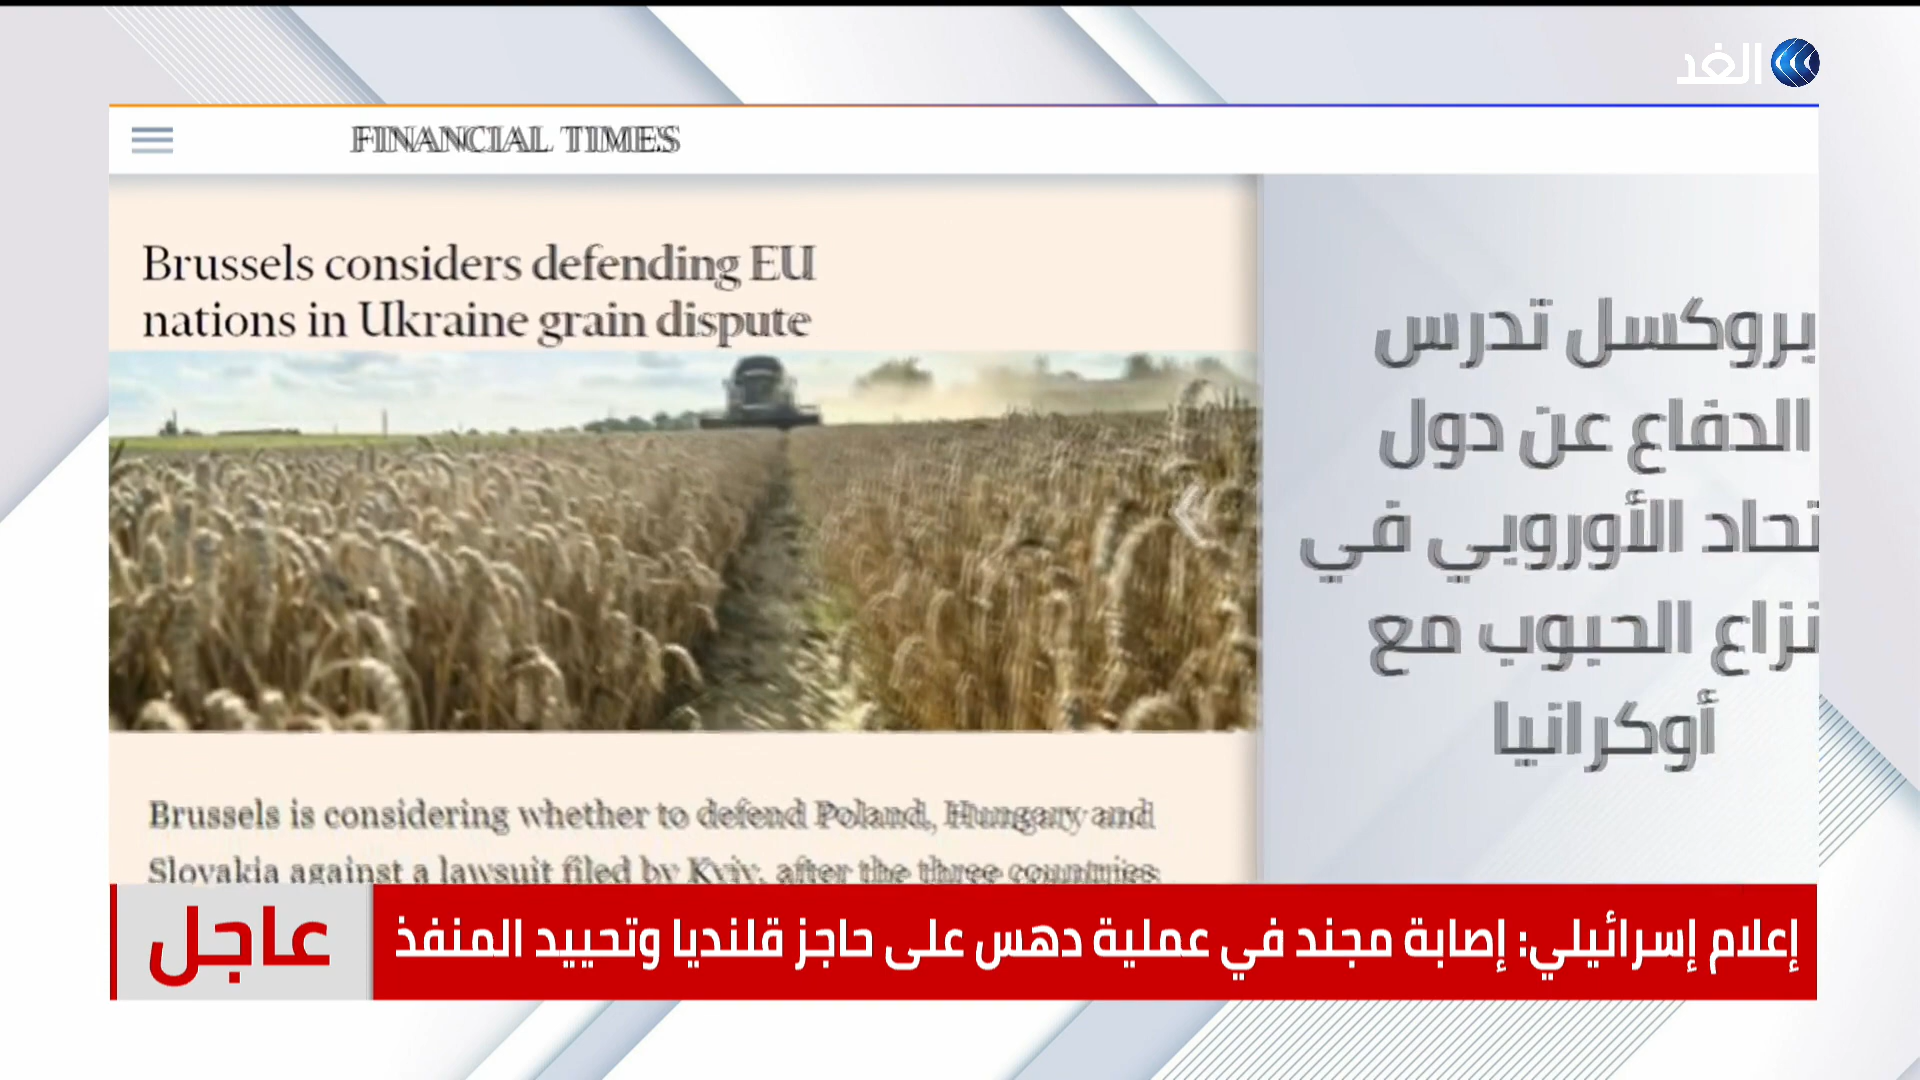 الغد
FINANCIAL TIMES
Brussels considers defending EU
nations in Ukraine grain dispute
بروكسل تدرس
الدفاع عن دول
تحاد الأوروبي في
نزاع الحبوب مع
أوكرانيا
Brussels is considering whether to defend Poland, Hungary and
Slovakia against a lawsuit filed by Kyiv, after the three countries
عاجل
إعلام إسرائيلي: إصابة مجند في عملية دهس على حاجز قلنديا وتحييد المنفذ